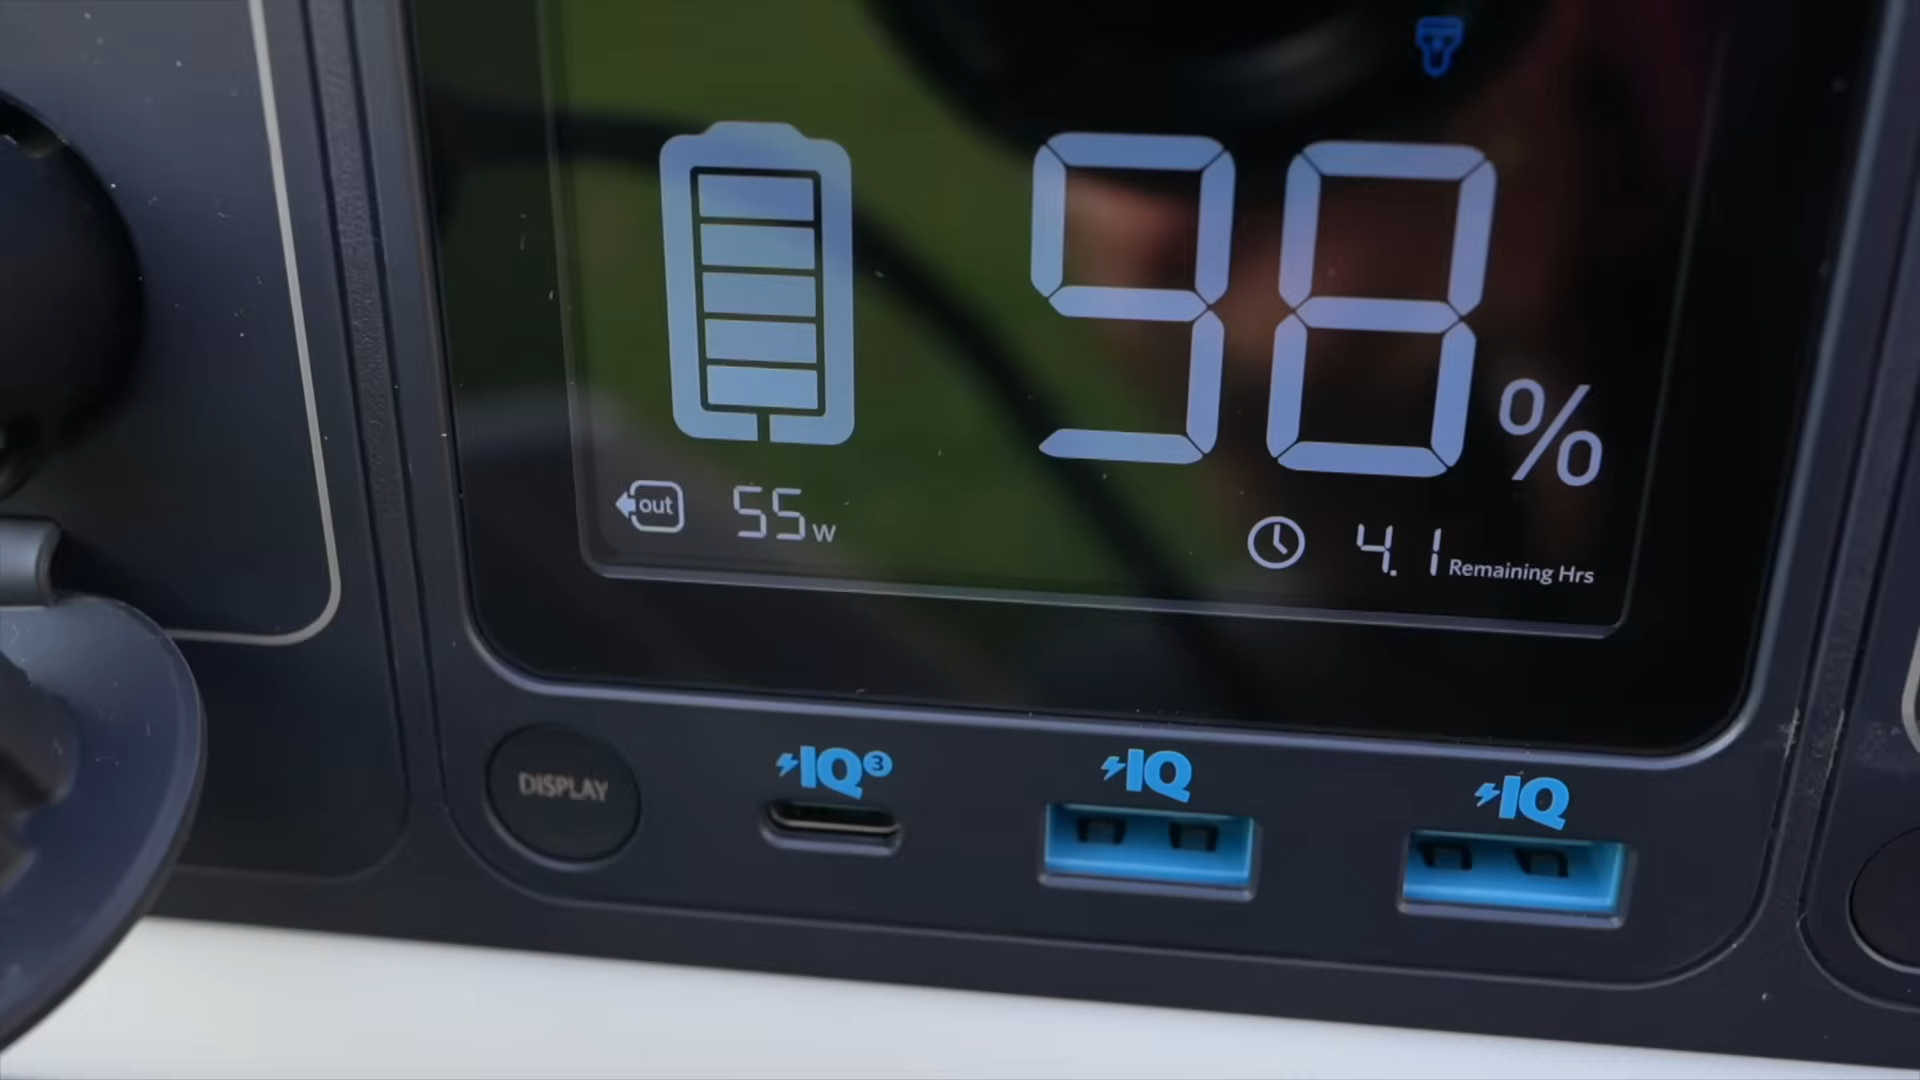 98%
out 55w
4.1 Remaining Hrs
DISPLAY
IQ3
IQ
IQ